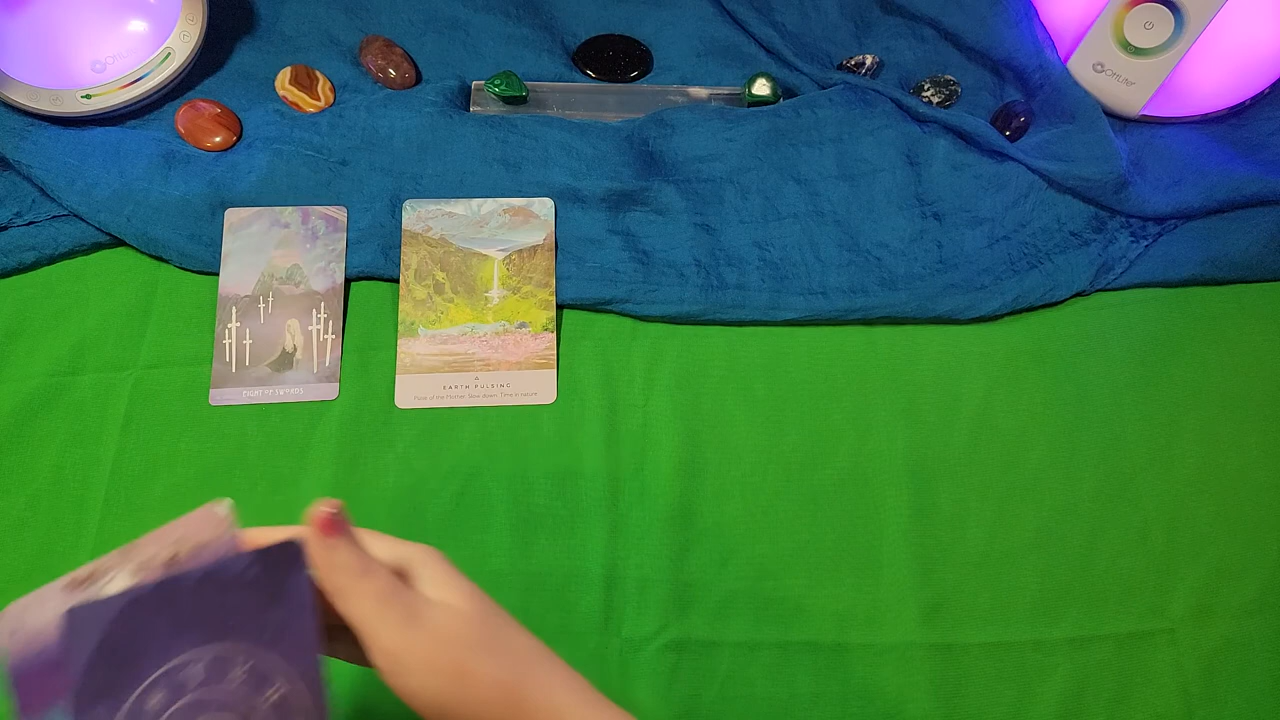 OttLite
OttLite
EIGHT OF SWORDS
EARTH PULSING
Pulse of the Mother. Slow down. Time in nature.